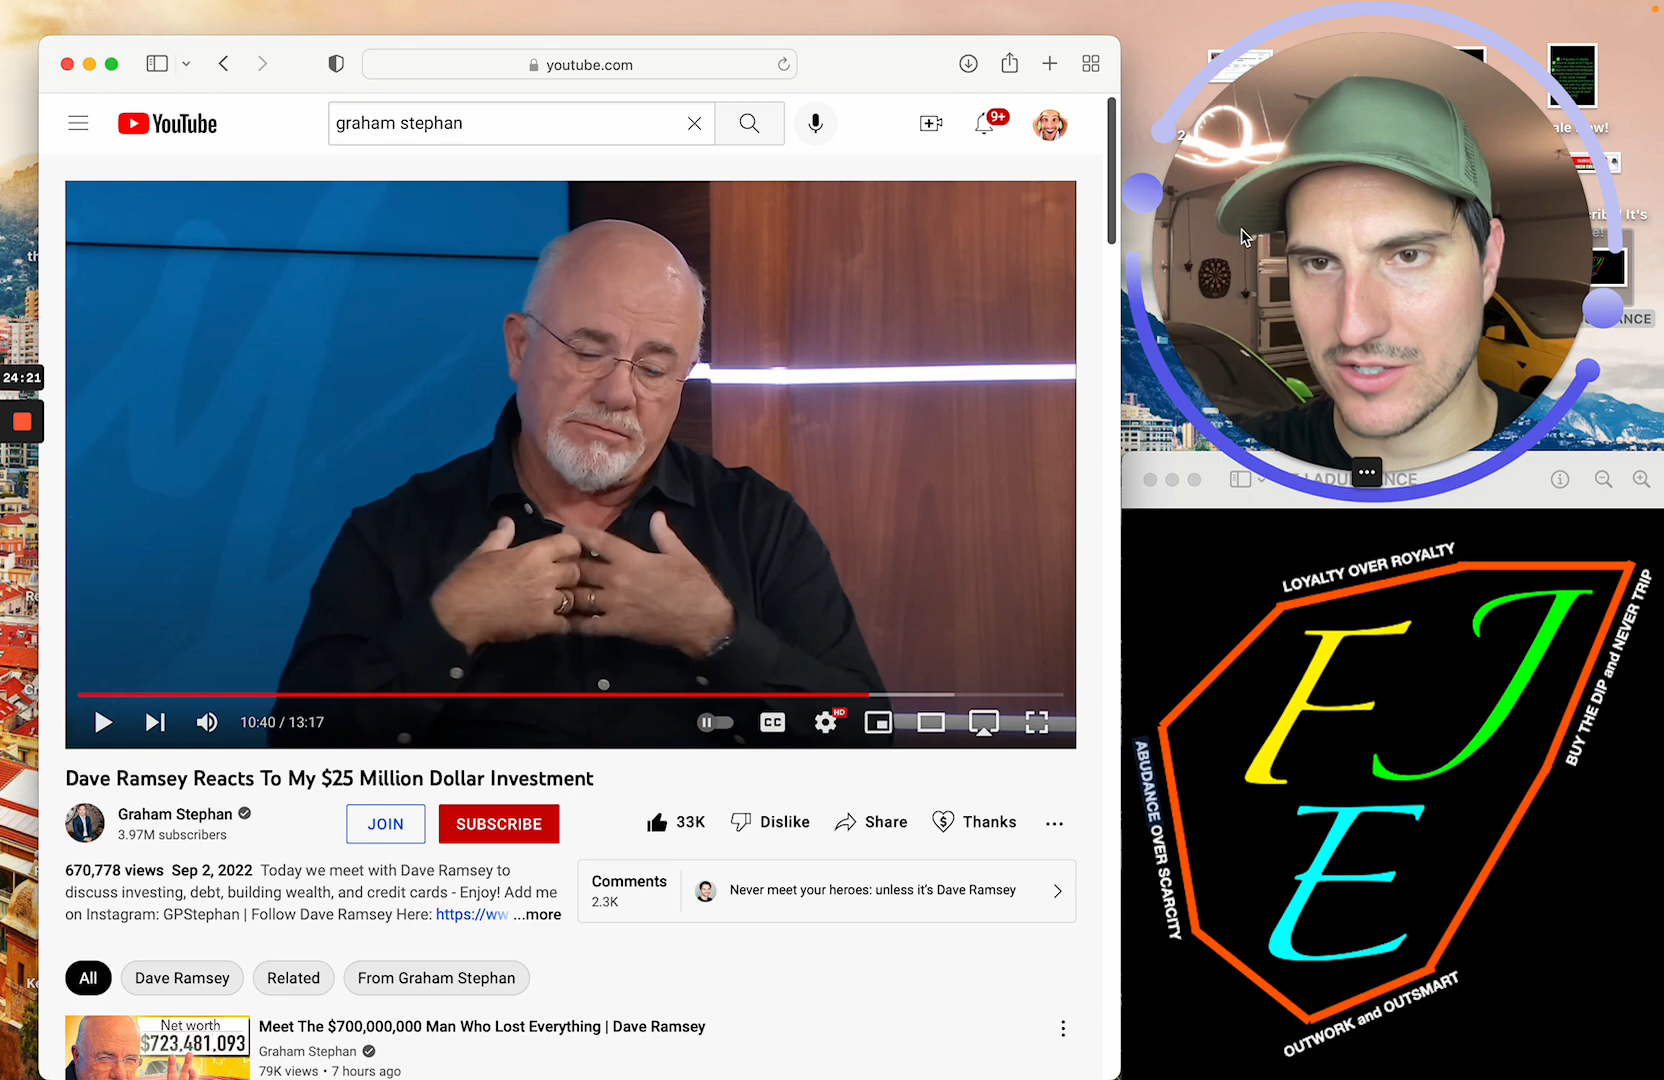 youtube.com
YouTube
graham stephan
9+
24:21
10:40 / 13:17
CC
HD
Dave Ramsey Reacts To My $25 Million Dollar Investment
Graham Stephan
3.97M subscribers
JOIN
SUBSCRIBE
33K
Dislike
Share
Thanks
670,778 views Sep 2, 2022 Today we meet with Dave Ramsey to
discuss investing, debt, building wealth, and credit cards - Enjoy! Add me
on Instagram: GPStephan | Follow Dave Ramsey Here: https://ww ...more
Comments
2.3K
Never meet your heroes: unless it's Dave Ramsey
All
Dave Ramsey
Related
From Graham Stephan
Net worth
$723,481,093
Meet The $700,000,000 Man Who Lost Everything | Dave Ramsey
Graham Stephan
79K views • 7 hours ago
LOYALTY OVER ROYALTY
BUY THE DIP and NEVER TRIP
ABUDANCE OVER SCARCITY
OUTWORK and OUTSMART
F J
E